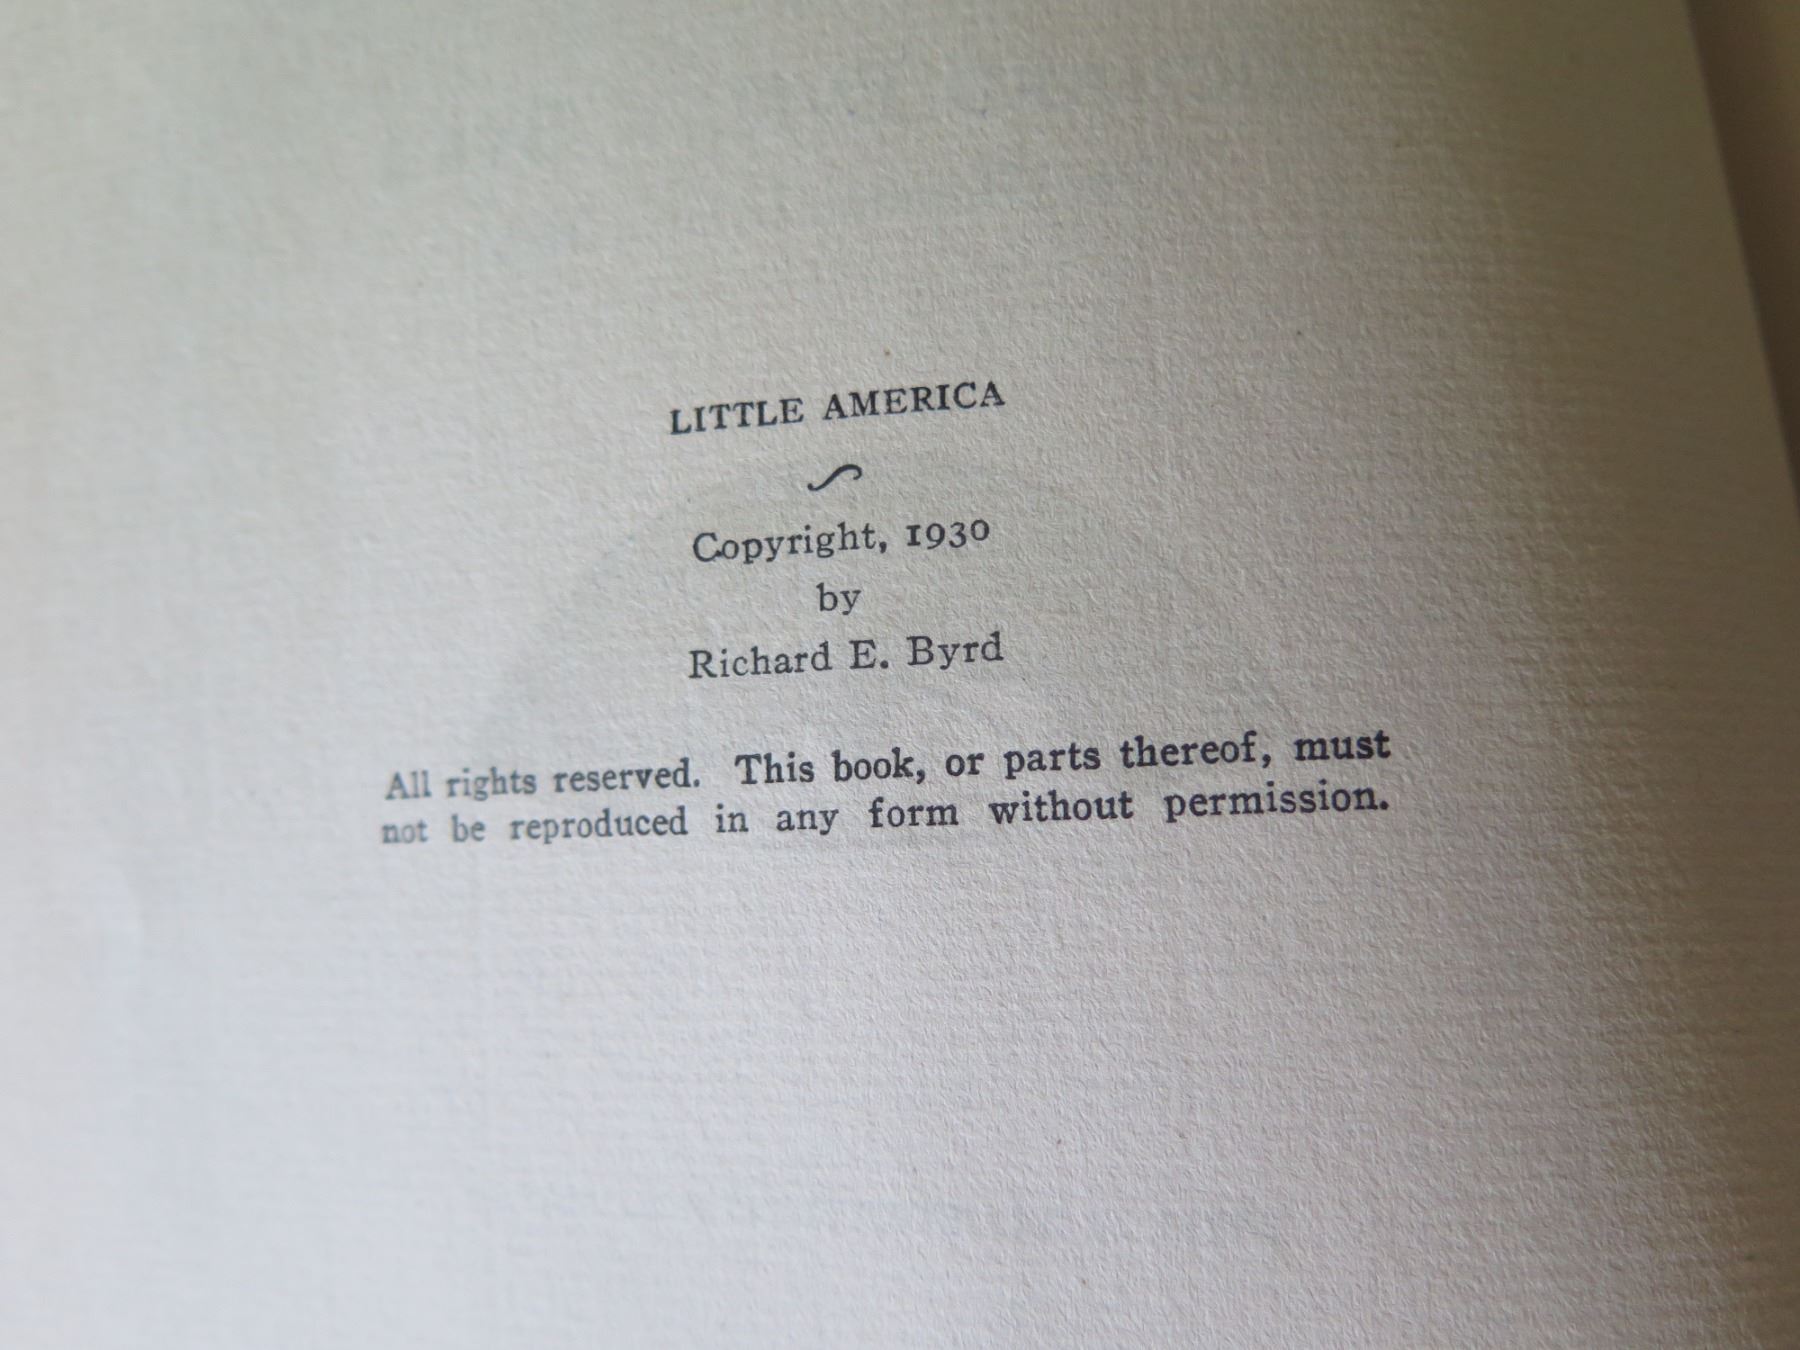 LITTLE AMERICA
Copyright, 1930
by
Richard E. Byrd
All rights reserved. This book, or parts thereof, must
not be reproduced in any form without permission.